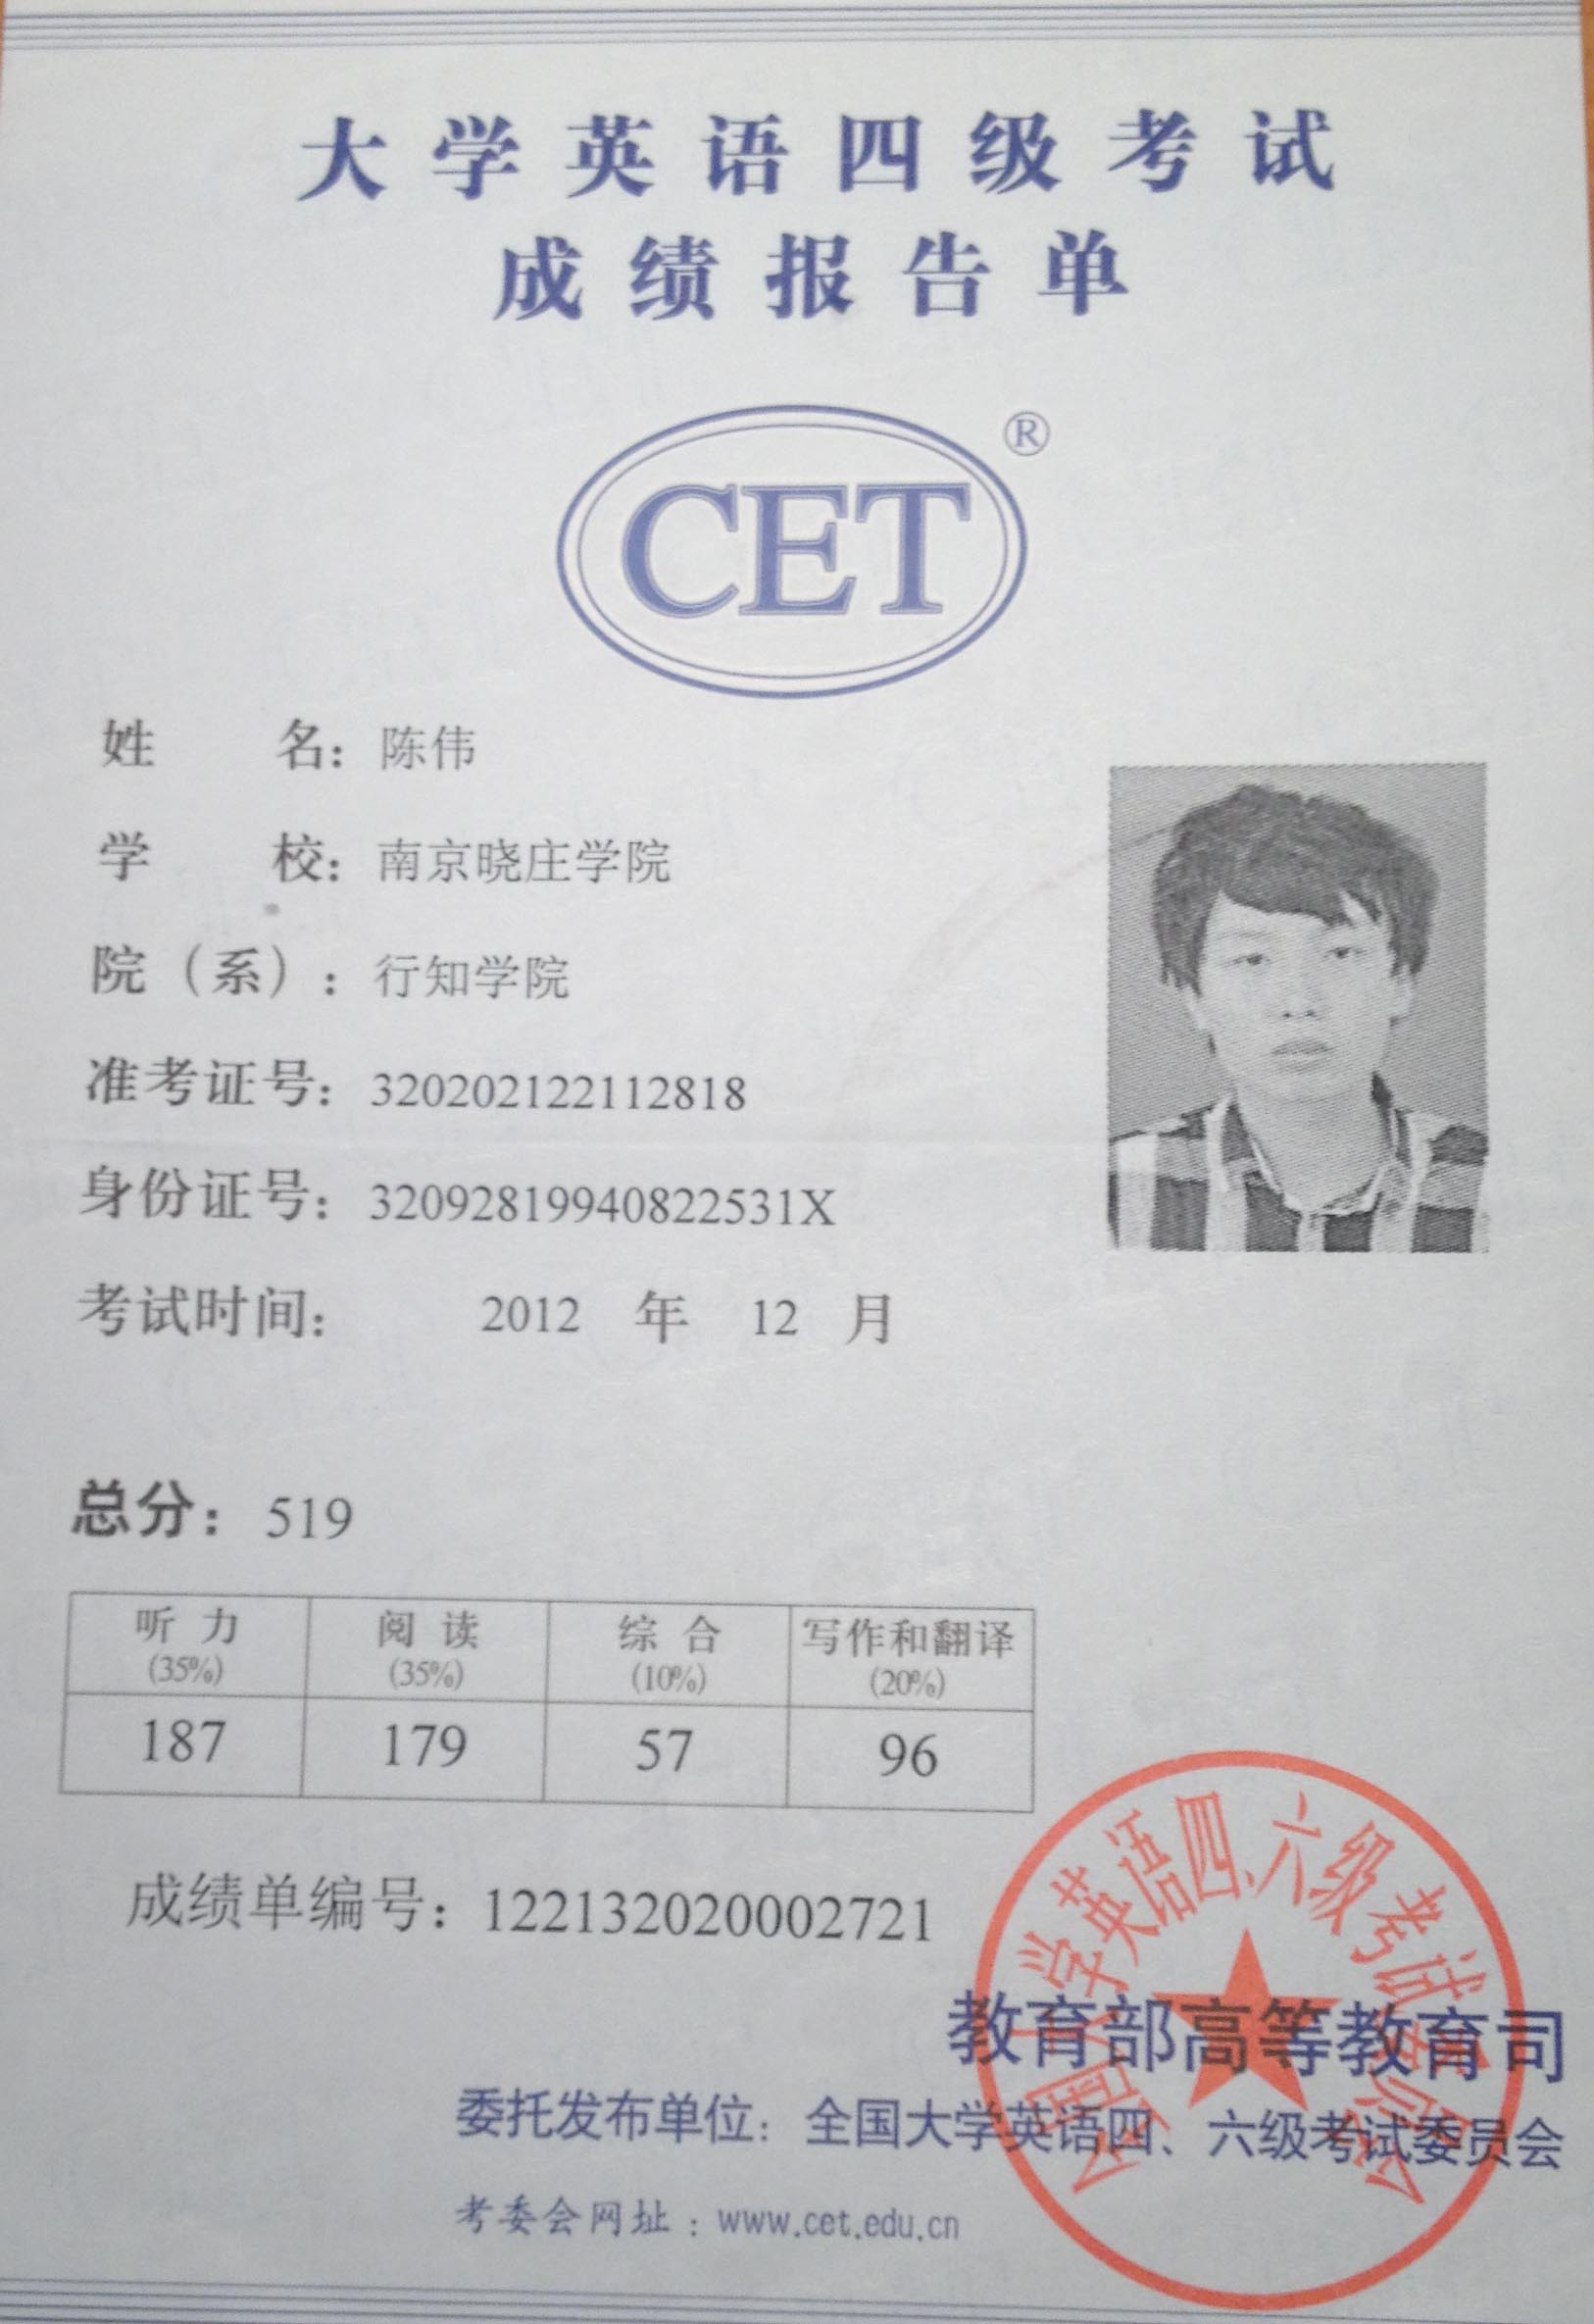 大学英语四级考试
成绩报告单
CET®
姓名：陈伟
学校：南京晓庄学院
院（系）：行知学院
准考证号：320202122112818
身份证号：32092819940822531X
考试时间：2012 年 12 月
总分：519
听力 阅读 综合 写作和翻译
(35%) (35%) (10%) (20%)
187 179 57 96
成绩单编号：122132020002721
全国大学英语四、六级考试委员会
教育部高等教育司
委托发布单位：全国大学英语四、六级考试委员会
考委会网址：www.cet.edu.cn